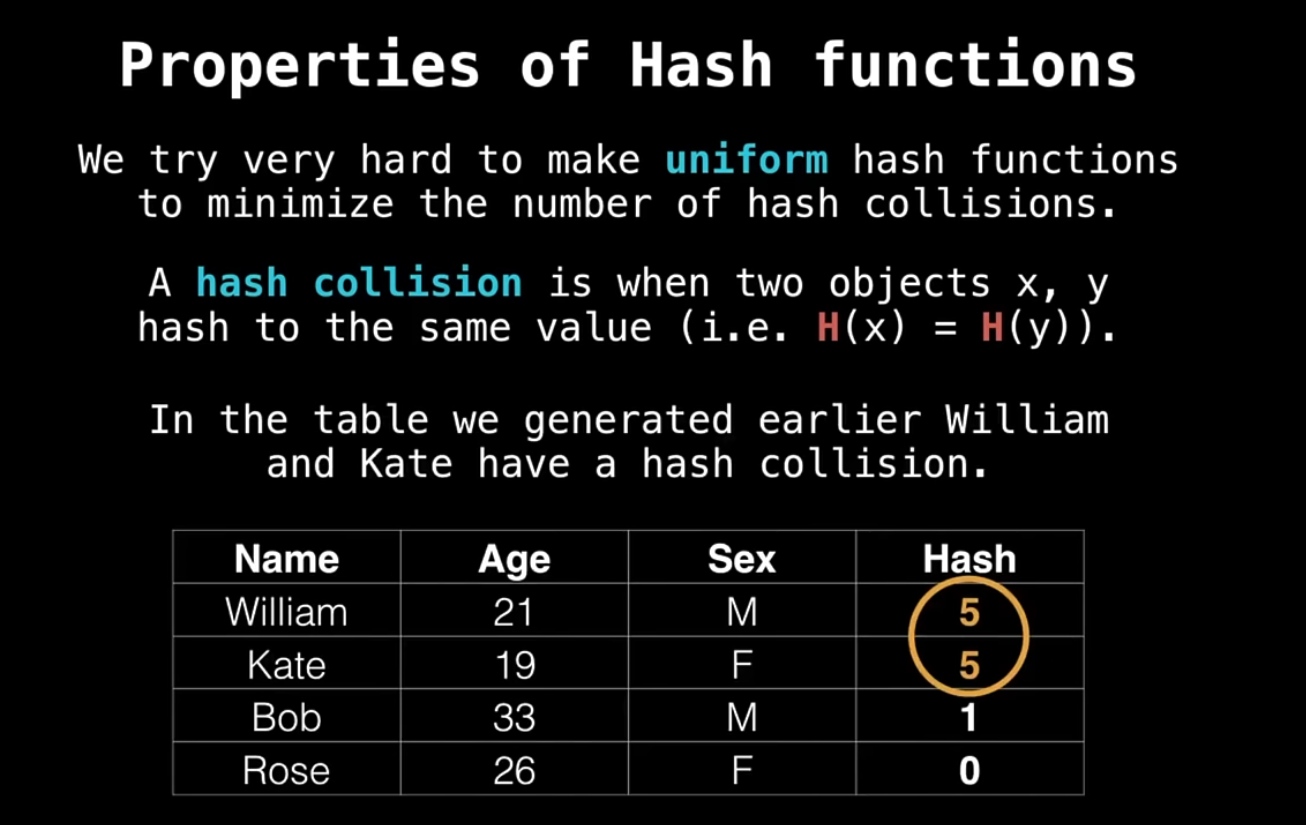 Properties of Hash functions
We try very hard to make uniform hash functions
to minimize the number of hash collisions.
A hash collision is when two objects x, y
hash to the same value (i.e. H(x) = H(y)).
In the table we generated earlier William
and Kate have a hash collision.
Name Age Sex Hash
William 21 M 5
Kate 19 F 5
Bob 33 M 1
Rose 26 F 0